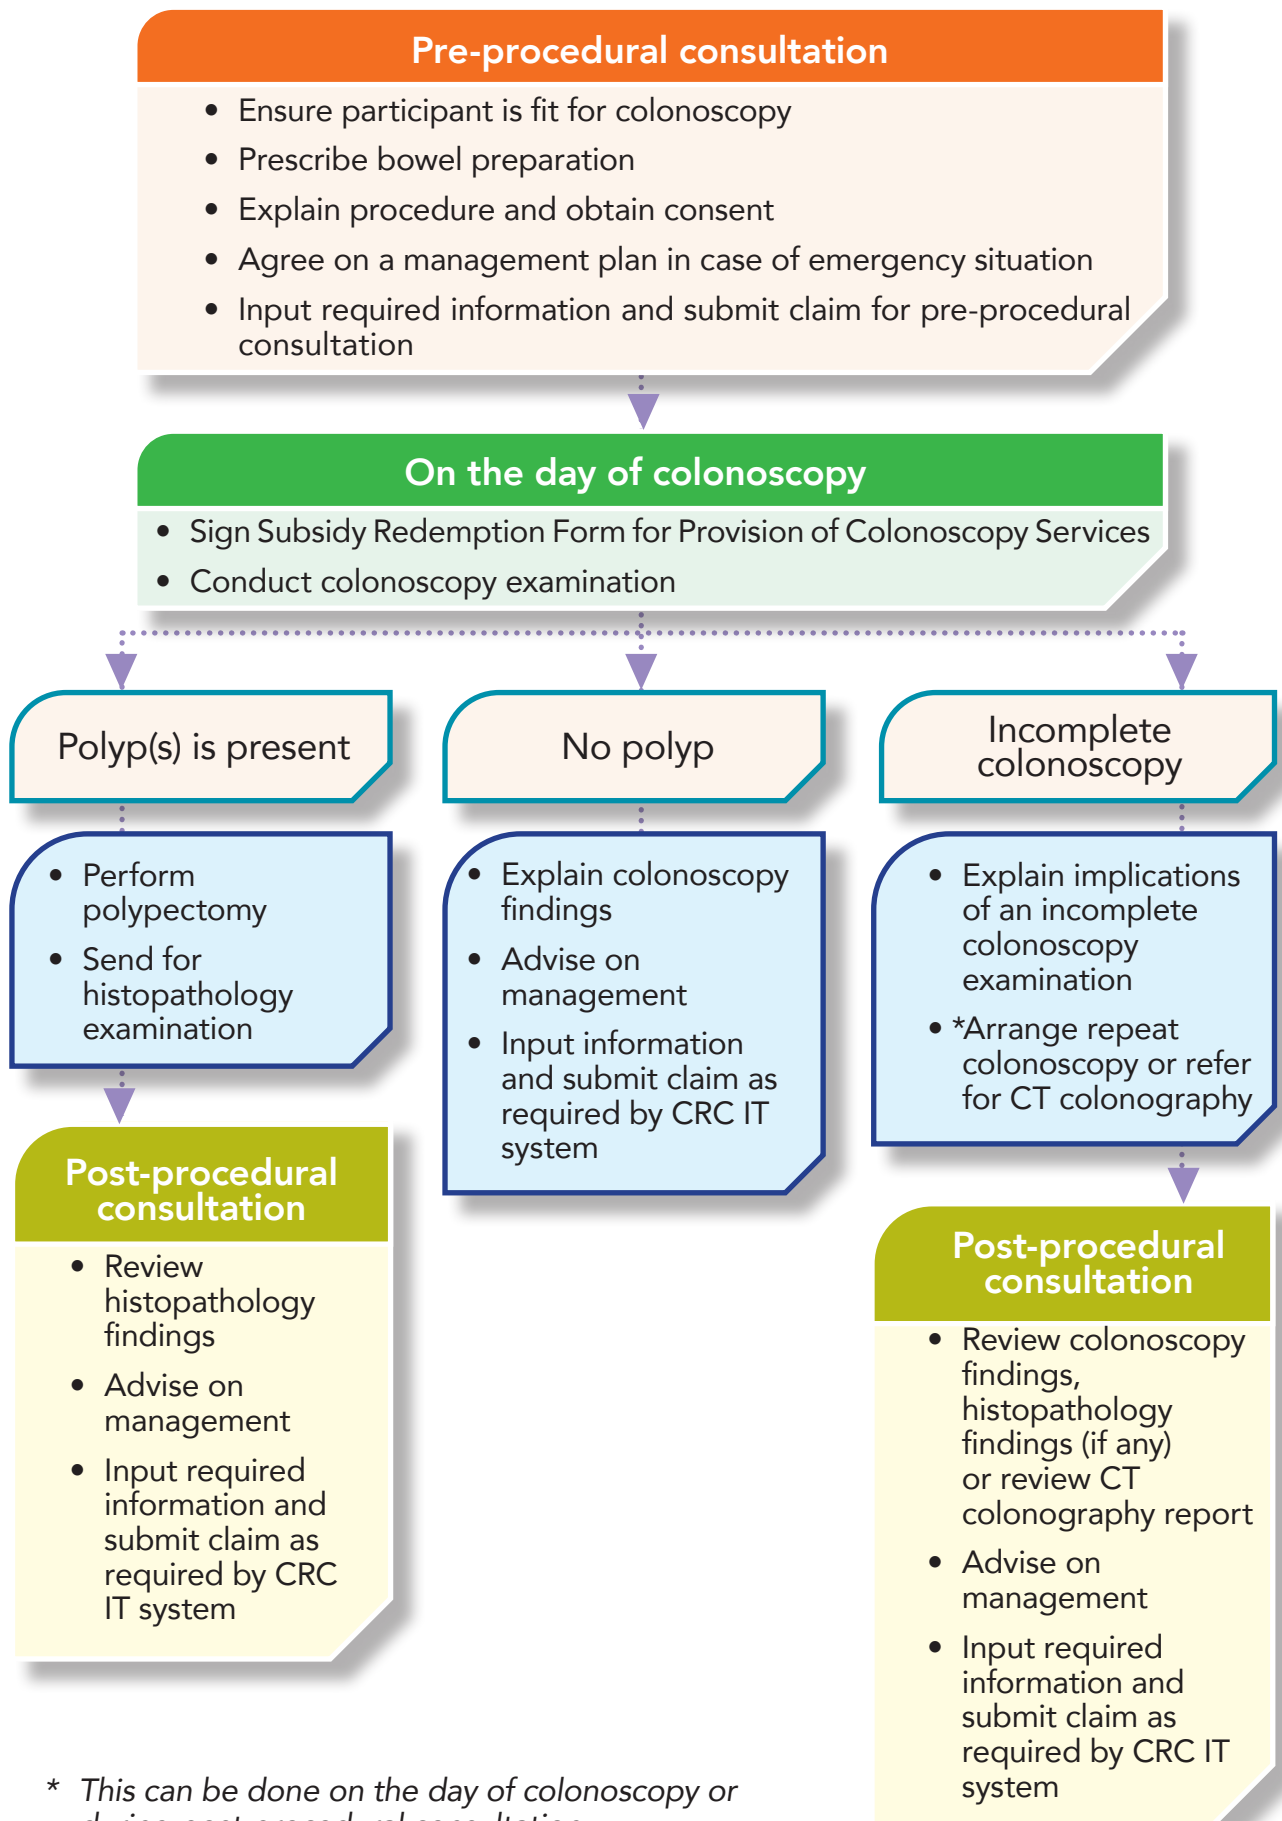 Pre-procedural consultation
• Ensure participant is fit for colonoscopy
• Prescribe bowel preparation
• Explain procedure and obtain consent
• Agree on a management plan in case of emergency situation
• Input required information and submit claim for pre-procedural
consultation
On the day of colonoscopy
• Sign Subsidy Redemption Form for Provision of Colonoscopy Services
• Conduct colonoscopy examination
Polyp(s) is present
• Perform
polypectomy
• Send for
histopathology
examination
Post-procedural
consultation
• Review
histopathology
findings
• Advise on
management
• Input required
information and
submit claim as
required by CRC
IT system
No polyp
• Explain colonoscopy
findings
• Advise on
management
• Input information
and submit claim as
required by CRC IT
system
Incomplete
colonoscopy
• Explain implications
of an incomplete
colonoscopy
examination
• *Arrange repeat
colonoscopy or refer
for CT colonography
Post-procedural
consultation
• Review colonoscopy
findings,
histopathology
findings (if any)
or review CT
colonography report
• Advise on
management
• Input required
information and
submit claim as
required by CRC IT
system
* This can be done on the day of colonoscopy or
during post-procedural consultation